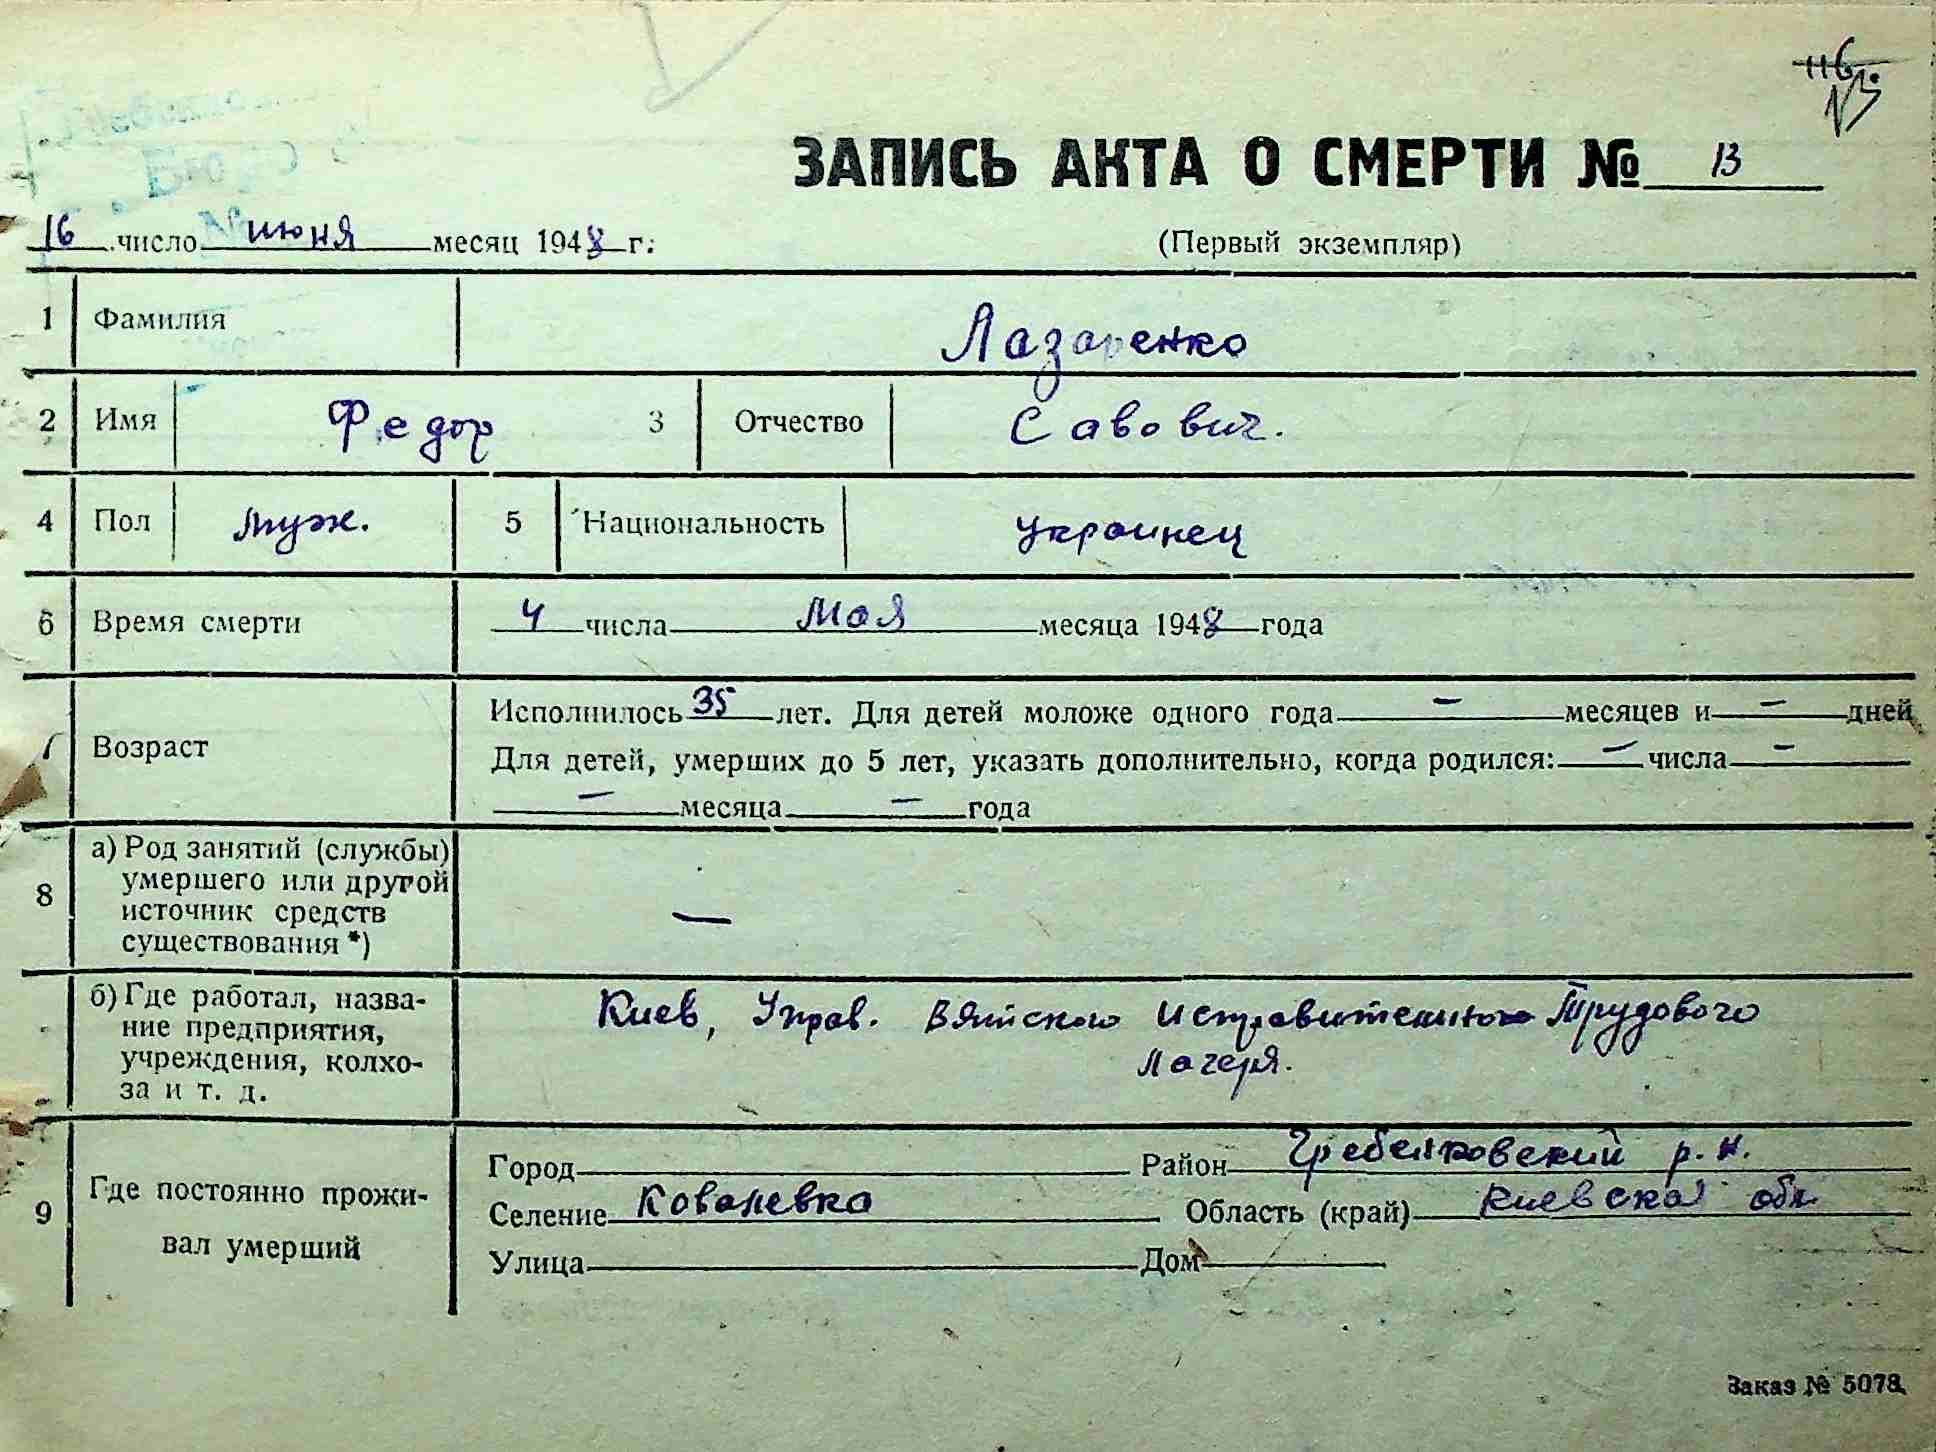 116
13
ЗАПИСЬ АКТА О СМЕРТИ № 13
16 число июня месяц 1948 г.
(Первый экземпляр)
1 Фамилия Лазаренко
2 Имя Федор 3 Отчество Савович.
4 Пол муж. 5 Национальность украинец
6 Время смерти 4 числа мая месяца 1948 года
Исполнилось 35 лет. Для детей моложе одного года — месяцев и — дней
7 Возраст
Для детей, умерших до 5 лет, указать дополнительно, когда родился: — числа —
— месяца — года
8
а) Род занятий (службы)
умершего или другой
источник средств
существования *)
—
б) Где работал, назва-
ние предприятия,
учреждения, колхо-
за и т. д.
Киев, Управ. Вятского Исправительного Трудового
лагеря.
9
Где постоянно прожи-
вал умерший
Город Район Гребенковский р.н.
Селение Ковалевка Область (край) Киевская обл
Улица Дом
Заказ № 5078.